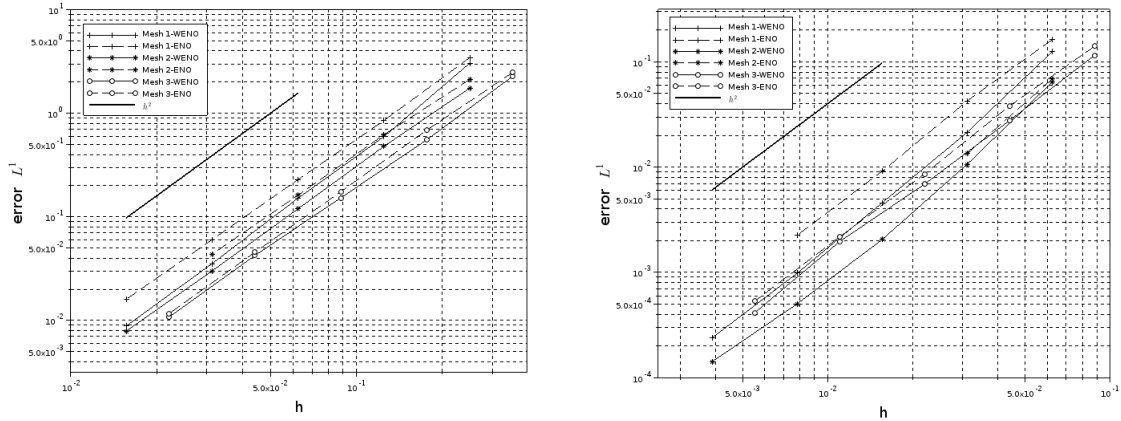 10¹
5.0x10⁰
10⁰
5.0x10⁻¹
10⁻¹
5.0x10⁻²
10⁻²
5.0x10⁻³
error L¹
Mesh 1-WENO
Mesh 1-ENO
Mesh 2-WENO
Mesh 2-ENO
Mesh 3-WENO
Mesh 3-ENO
h²
10⁻²
5.0x10⁻²
10⁻¹
h
10⁻¹
5.0x10⁻²
10⁻²
5.0x10⁻³
10⁻³
5.0x10⁻⁴
10⁻⁴
error L¹
Mesh 1-WENO
Mesh 1-ENO
Mesh 2-WENO
Mesh 2-ENO
Mesh 3-WENO
Mesh 3-ENO
h²
5.0x10⁻³
10⁻²
5.0x10⁻²
10⁻¹
h